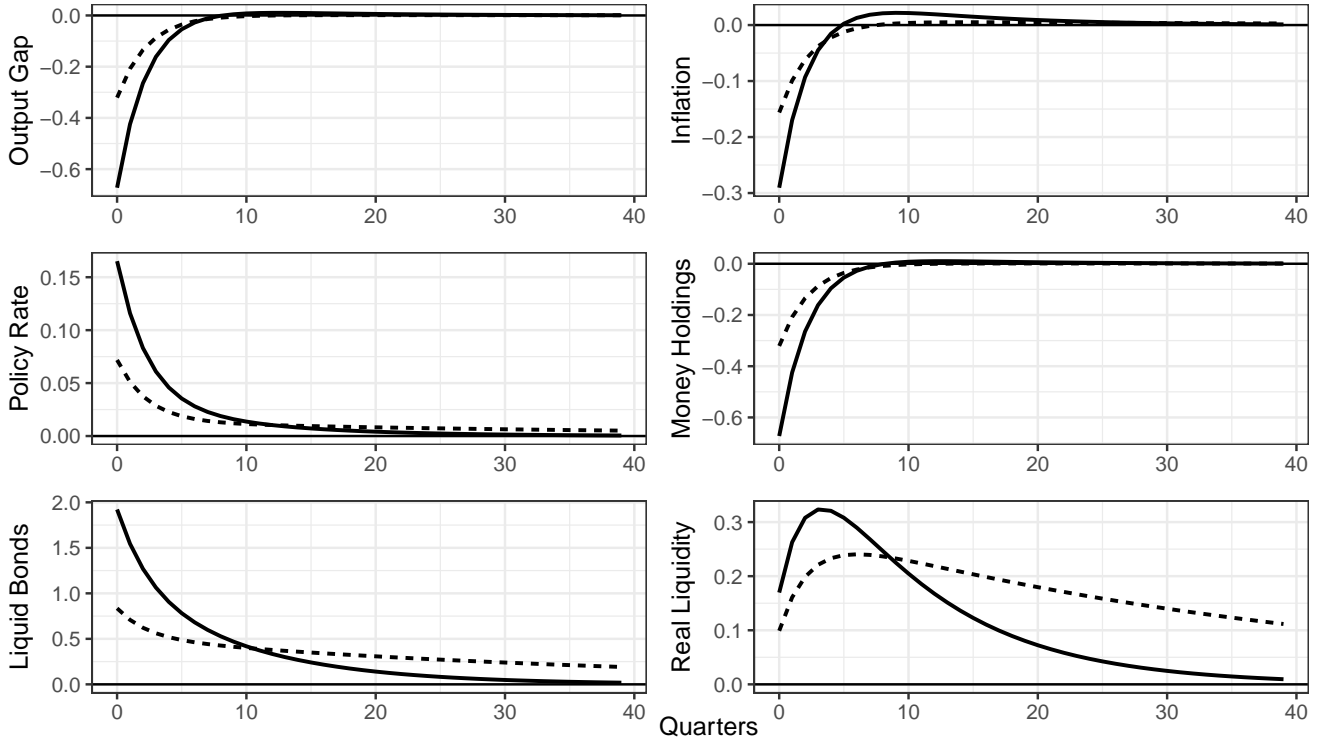 Output Gap
0.0
−0.2
−0.4
−0.6
0 10 20 30 40
Inflation
0.0
−0.1
−0.2
−0.3
0 10 20 30 40
Policy Rate
0.15
0.10
0.05
0.00
0 10 20 30 40
Money Holdings
0.0
−0.2
−0.4
−0.6
0 10 20 30 40
Liquid Bonds
2.0
1.5
1.0
0.5
0.0
0 10 20 30 40
Real Liquidity
0.3
0.2
0.1
0.0
0 10 20 30 40
Quarters